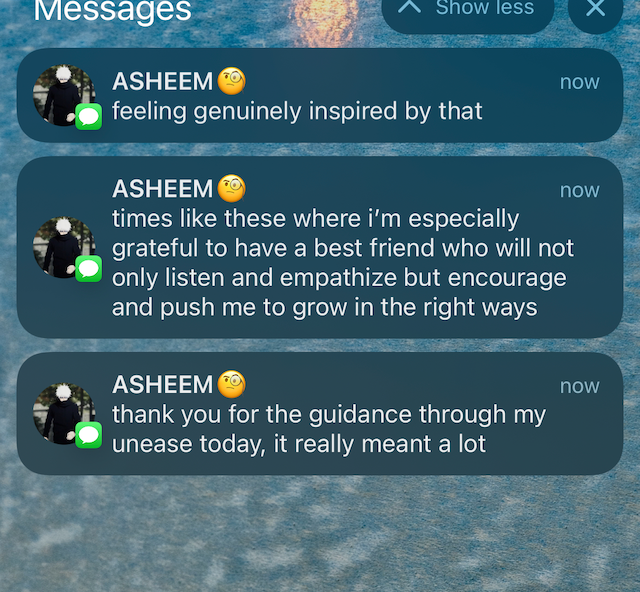 Messages
Show less
ASHEEM🧐
now
feeling genuinely inspired by that
ASHEEM🧐
now
times like these where i’m especially
grateful to have a best friend who will not
only listen and empathize but encourage
and push me to grow in the right ways
ASHEEM🧐
now
thank you for the guidance through my
unease today, it really meant a lot